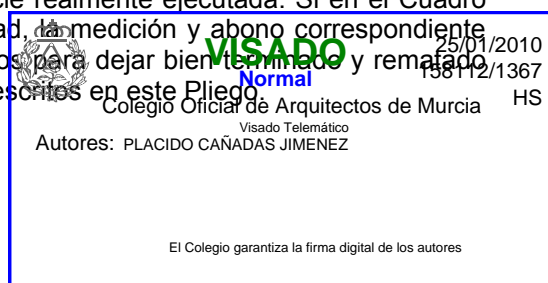 cie realmente ejecutada. Si en el Cuadro
ad, la medición y abono correspondiente
os para dejar bien terminado y rematado
escritos en este Pliego.
VISADO
Normal
25/01/2010
158112/1367
HS
Colegio Oficial de Arquitectos de Murcia
Visado Telemático
Autores: PLACIDO CAÑADAS JIMENEZ
El Colegio garantiza la firma digital de los autores